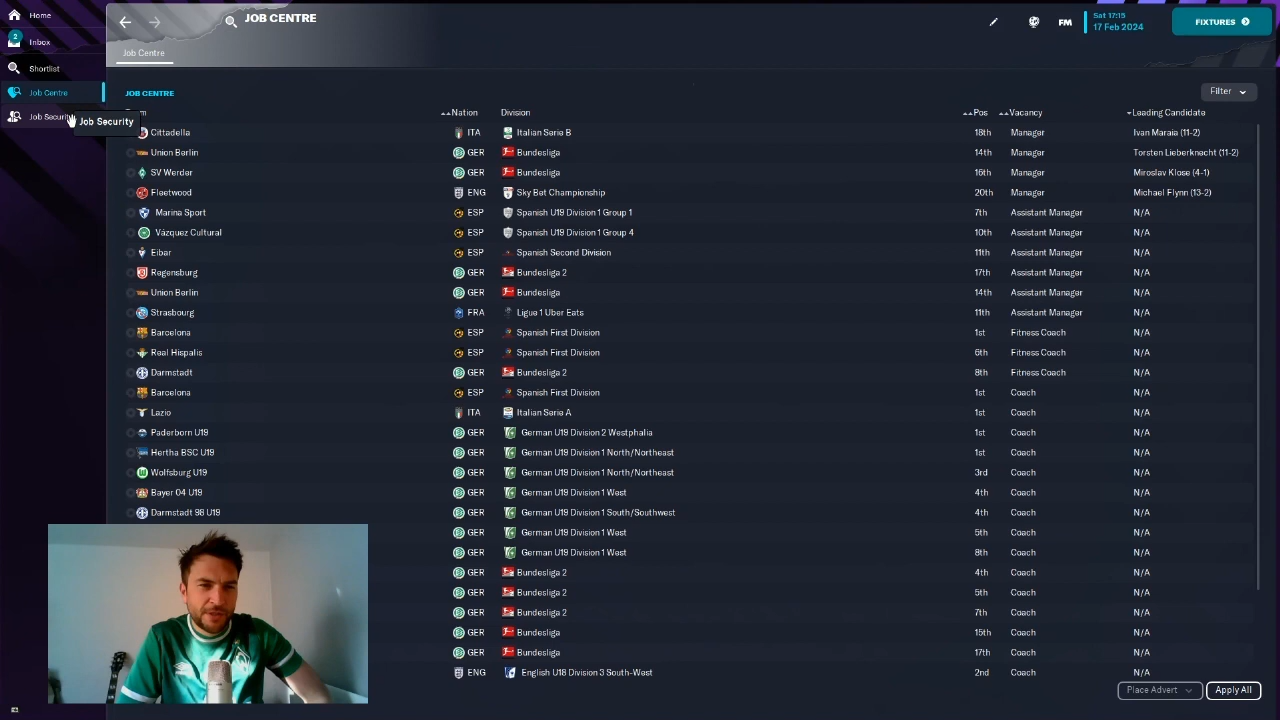 Home
JOB CENTRE
FM
Sat 17:15
17 Feb 2024
FIXTURES
2
Inbox
Job Centre
Shortlist
Job Centre
JOB CENTRE
Filter
Nation Division Pos Vacancy Leading Candidate
Job Security
Cittadella ITA Italian Serie B 18th Manager Ivan Maraia (11-2)
Union Berlin GER Bundesliga 14th Manager Torsten Lieberknecht (11-2)
SV Werder GER Bundesliga 16th Manager Miroslav Klose (4-1)
Fleetwood ENG Sky Bet Championship 20th Manager Michael Flynn (13-2)
Marina Sport ESP Spanish U19 Division 1 Group 1 7th Assistant Manager N/A
Vázquez Cultural ESP Spanish U19 Division 1 Group 4 10th Assistant Manager N/A
Eibar ESP Spanish Second Division 11th Assistant Manager N/A
Regensburg GER Bundesliga 2 17th Assistant Manager N/A
Union Berlin GER Bundesliga 14th Assistant Manager N/A
Strasbourg FRA Ligue 1 Uber Eats 11th Assistant Manager N/A
Barcelona ESP Spanish First Division 1st Fitness Coach N/A
Real Hispalis ESP Spanish First Division 6th Fitness Coach N/A
Darmstadt GER Bundesliga 2 8th Fitness Coach N/A
Barcelona ESP Spanish First Division 1st Coach N/A
Lazio ITA Italian Serie A 1st Coach N/A
Paderborn U19 GER German U19 Division 2 Westphalia 1st Coach N/A
Hertha BSC U19 GER German U19 Division 1 North/Northeast 1st Coach N/A
Wolfsburg U19 GER German U19 Division 1 North/Northeast 3rd Coach N/A
Bayer 04 U19 GER German U19 Division 1 West 4th Coach N/A
Darmstadt 98 U19 GER German U19 Division 1 South/Southwest 4th Coach N/A
GER German U19 Division 1 West 5th Coach N/A
GER German U19 Division 1 West 8th Coach N/A
GER Bundesliga 2 4th Coach N/A
GER Bundesliga 2 5th Coach N/A
GER Bundesliga 2 7th Coach N/A
GER Bundesliga 15th Coach N/A
GER Bundesliga 17th Coach N/A
ENG English U18 Division 3 South-West 2nd Coach N/A
Place Advert Apply All